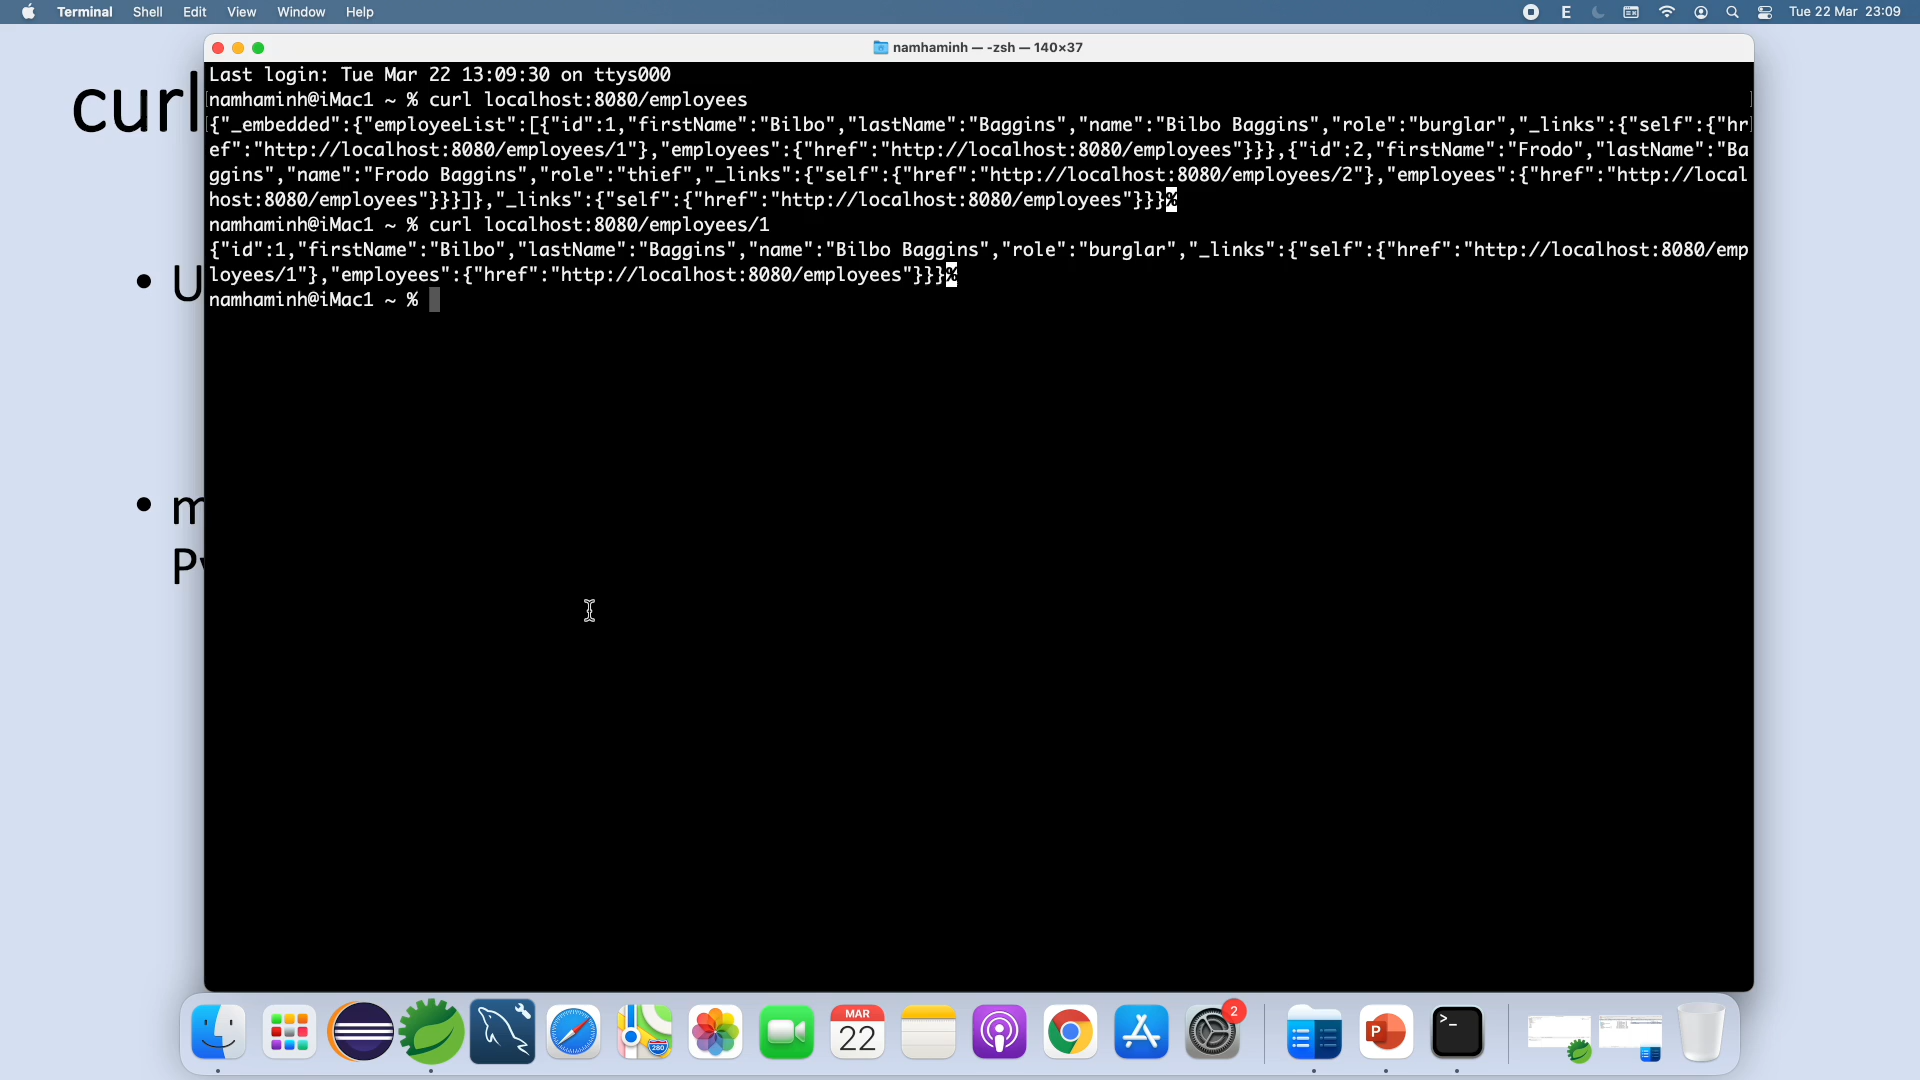 Terminal Shell Edit View Window Help
E
Tue 22 Mar 23:09
namhaminh — -zsh — 140×37
curl
• U
• m
Last login: Tue Mar 22 13:09:30 on ttys000
namhaminh@iMac1 ~ % curl localhost:8080/employees
{"_embedded":{"employeeList":[{"id":1,"firstName":"Bilbo","lastName":"Baggins","name":"Bilbo Baggins","role":"burglar","_links":{"self":{"hr
ef":"http://localhost:8080/employees/1"},"employees":{"href":"http://localhost:8080/employees"}}},{"id":2,"firstName":"Frodo","lastName":"Ba
ggins","name":"Frodo Baggins","role":"thief","_links":{"self":{"href":"http://localhost:8080/employees/2"},"employees":{"href":"http://local
host:8080/employees"}}}]},"_links":{"self":{"href":"http://localhost:8080/employees"}}}%
namhaminh@iMac1 ~ % curl localhost:8080/employees/1
{"id":1,"firstName":"Bilbo","lastName":"Baggins","name":"Bilbo Baggins","role":"burglar","_links":{"self":{"href":"http://localhost:8080/emp
loyees/1"},"employees":{"href":"http://localhost:8080/employees"}}}%
namhaminh@iMac1 ~ %
MAR
22
280
2
P
>_